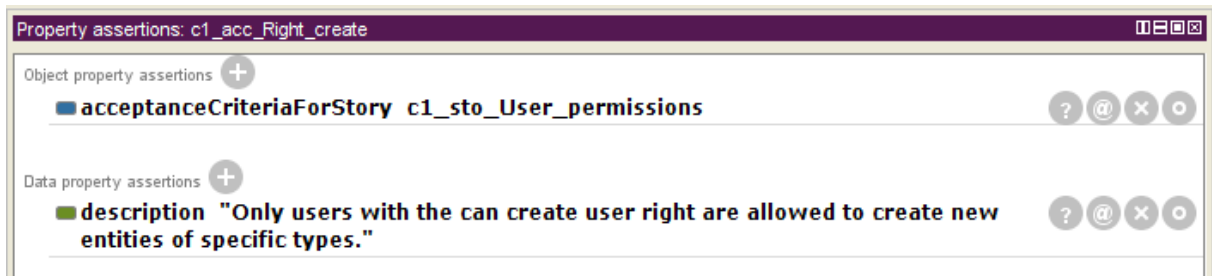 Property assertions: c1_acc_Right_create
Object property assertions
acceptanceCriteriaForStory c1_sto_User_permissions
Data property assertions
description "Only users with the can create user right are allowed to create new
entities of specific types."